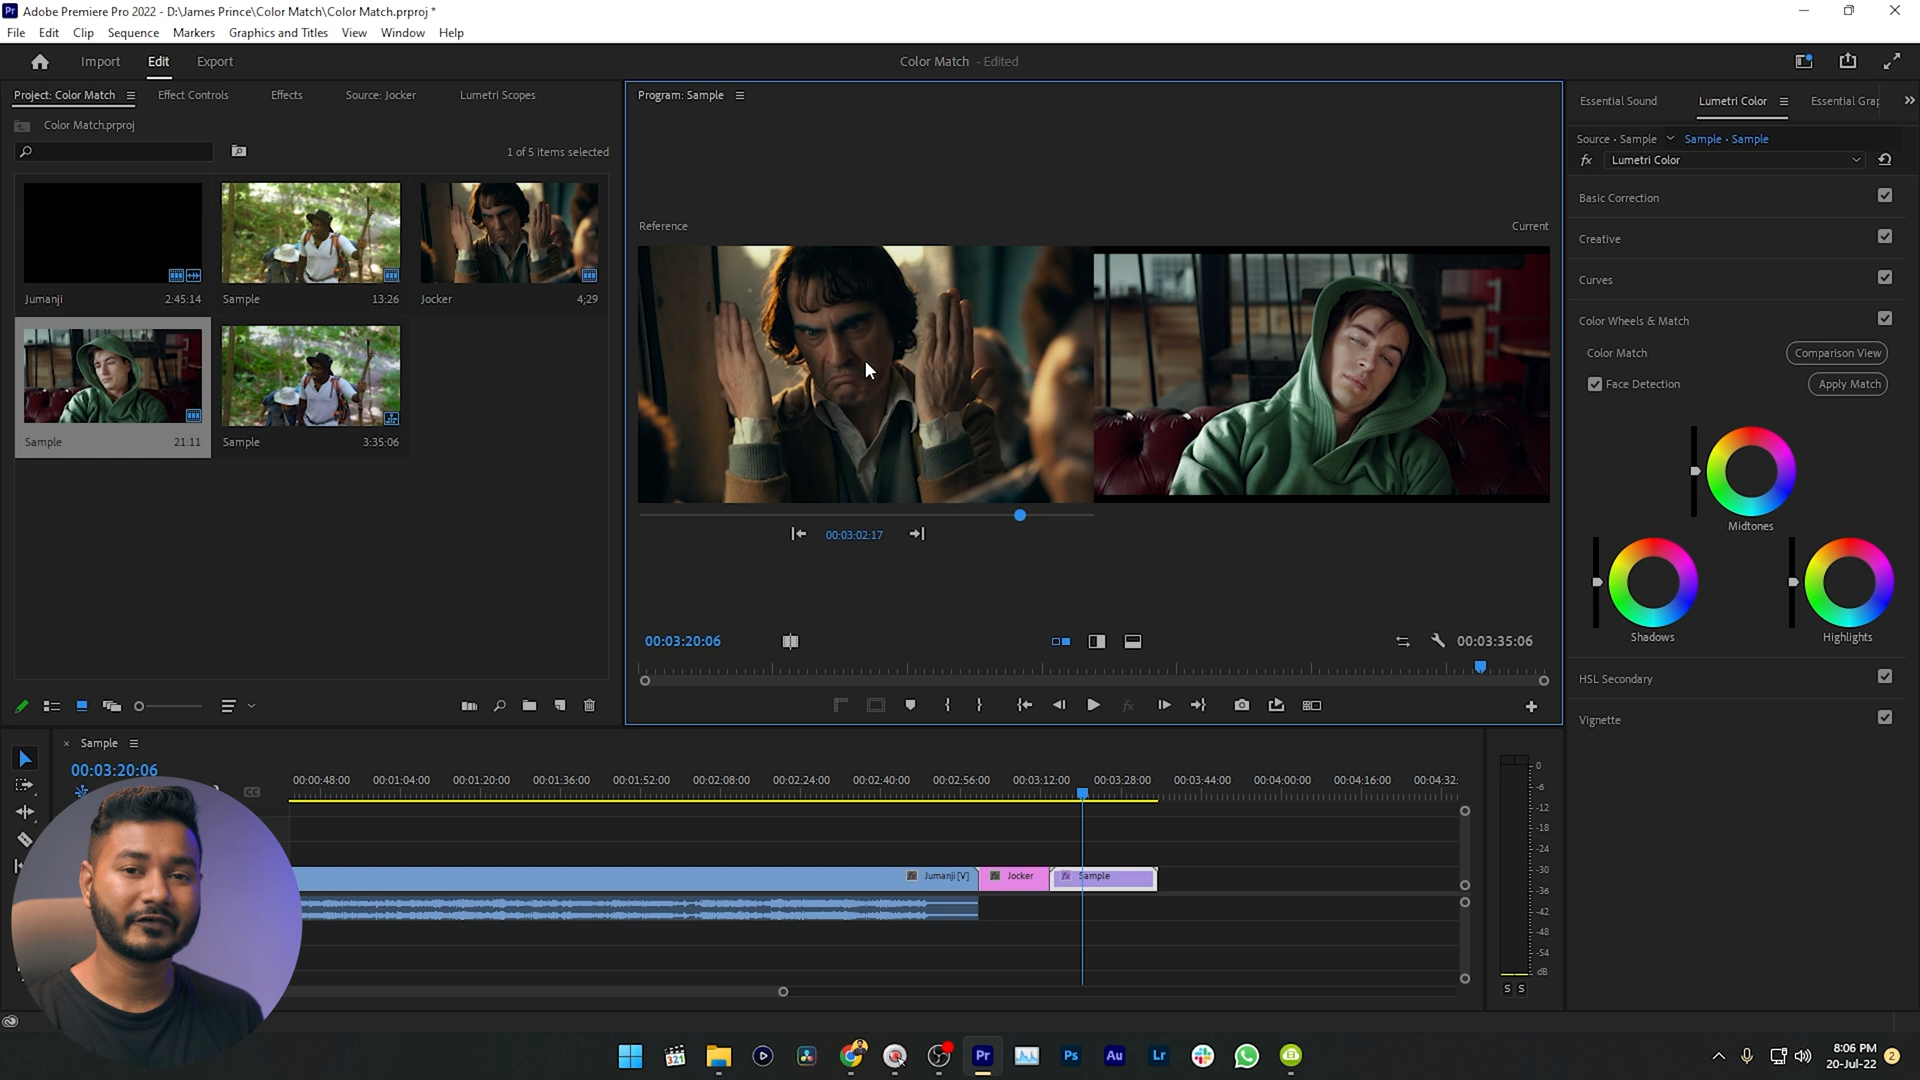 Pr Adobe Premiere Pro 2022 - D:\James Prince\Color Match\Color Match.prproj *
File Edit Clip Sequence Markers Graphics and Titles View Window Help
Import Edit Export
Color Match - Edited
Project: Color Match Effect Controls Effects Source: Jocker Lumetri Scopes
Color Match.prproj
1 of 5 items selected
Jumanji 2:45:14
Sample 13:26
Jocker 4;29
Sample 21:11
Sample 3:35:06
Program: Sample
Reference Current
00:03:02:17
00:03:20:06
00:03:35:06
Essential Sound Lumetri Color Essential Grap
Source · Sample Sample · Sample
fx Lumetri Color
Basic Correction
Creative
Curves
Color Wheels & Match
Color Match Comparison View
Face Detection Apply Match
Midtones
Shadows Highlights
HSL Secondary
Vignette
× Sample
00:03:20:06
00:00:48:00 00:01:04:00 00:01:20:00 00:01:36:00 00:01:52:00 00:02:08:00 00:02:24:00 00:02:40:00 00:02:56:00 00:03:12:00 00:03:28:00 00:03:44:00 00:04:00:00 00:04:16:00 00:04:32:
fx Jumanji [V] fx Jocker fx Sample
0
-6
-12
-18
-24
-30
-36
-42
-48
-54
dB
S S
321 Pr Ps Au Lr
8:06 PM
20-Jul-22
2